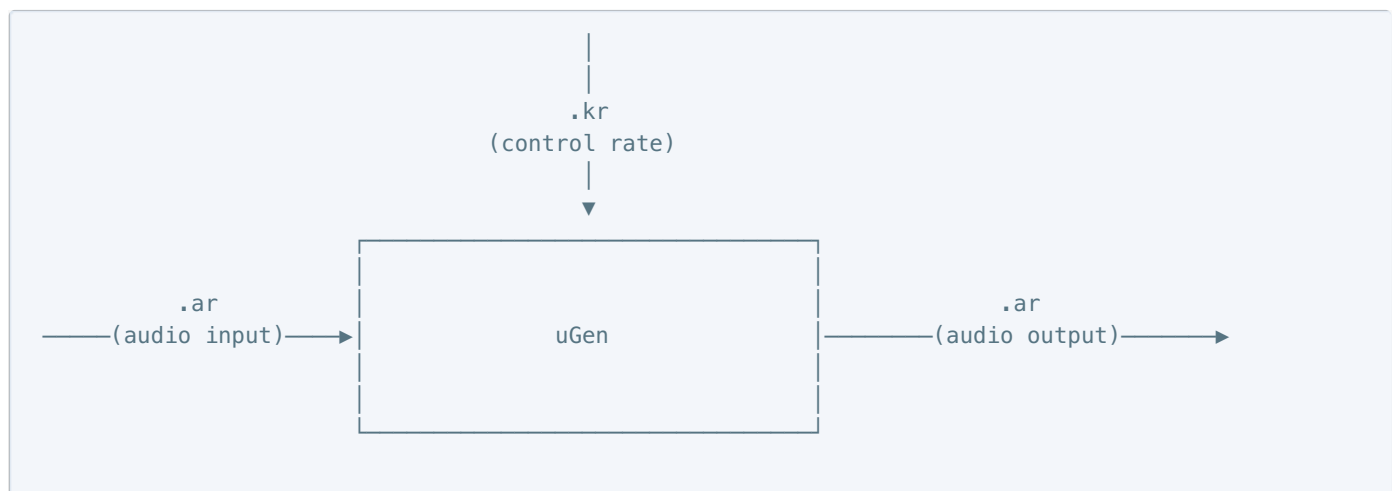 .kr
(control rate)
.ar
.ar
(audio input)
uGen
(audio output)